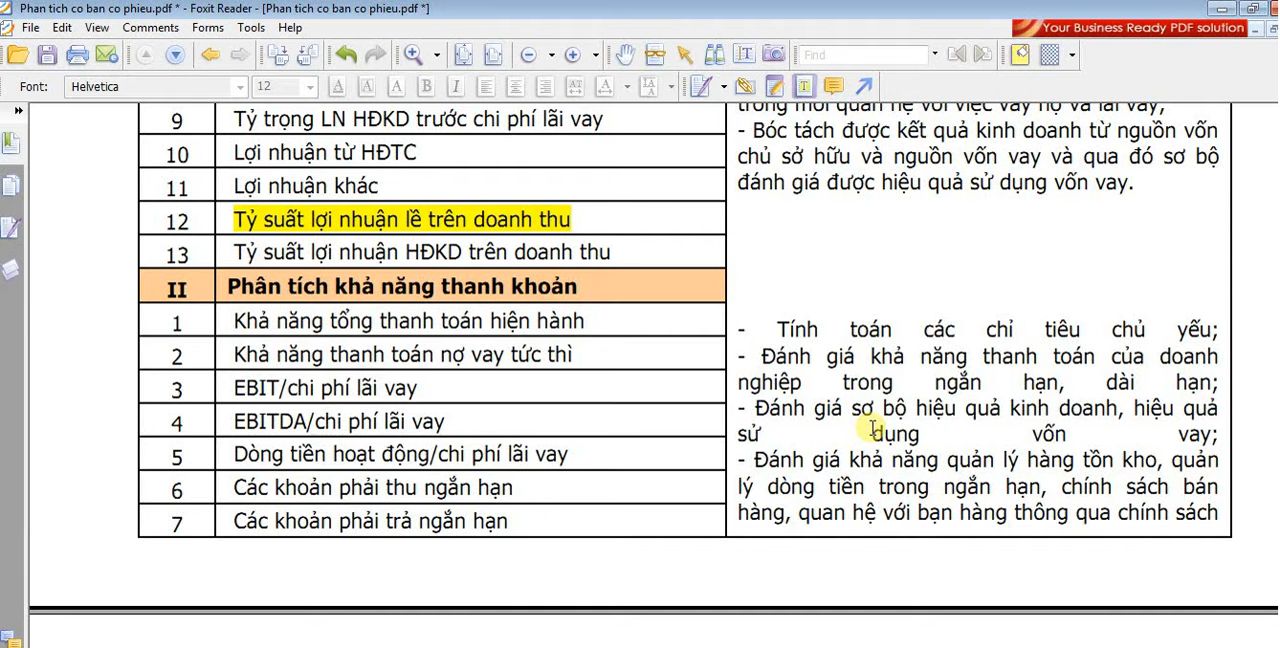 Phan tich co ban co phieu.pdf * - Foxit Reader - [Phan tich co ban co phieu.pdf *]
File Edit View Comments Forms Tools Help
Your Business Ready PDF solution
Find
Font: Helvetica 12
9 Tỷ trọng LN HĐKD trước chi phí lãi vay
10 Lợi nhuận từ HĐTC
11 Lợi nhuận khác
12 Tỷ suất lợi nhuận lề trên doanh thu
13 Tỷ suất lợi nhuận HĐKD trên doanh thu
II Phân tích khả năng thanh khoản
1 Khả năng tổng thanh toán hiện hành
2 Khả năng thanh toán nợ vay tức thì
3 EBIT/chi phí lãi vay
4 EBITDA/chi phí lãi vay
5 Dòng tiền hoạt động/chi phí lãi vay
6 Các khoản phải thu ngắn hạn
7 Các khoản phải trả ngắn hạn
trong mối quan hệ với việc vay nợ và lãi vay;
- Bóc tách được kết quả kinh doanh từ nguồn vốn
chủ sở hữu và nguồn vốn vay và qua đó sơ bộ
đánh giá được hiệu quả sử dụng vốn vay.
- Tính toán các chỉ tiêu chủ yếu;
- Đánh giá khả năng thanh toán của doanh
nghiệp trong ngắn hạn, dài hạn;
- Đánh giá sơ bộ hiệu quả kinh doanh, hiệu quả
sử dụng vốn vay;
- Đánh giá khả năng quản lý hàng tồn kho, quản
lý dòng tiền trong ngắn hạn, chính sách bán
hàng, quan hệ với bạn hàng thông qua chính sách